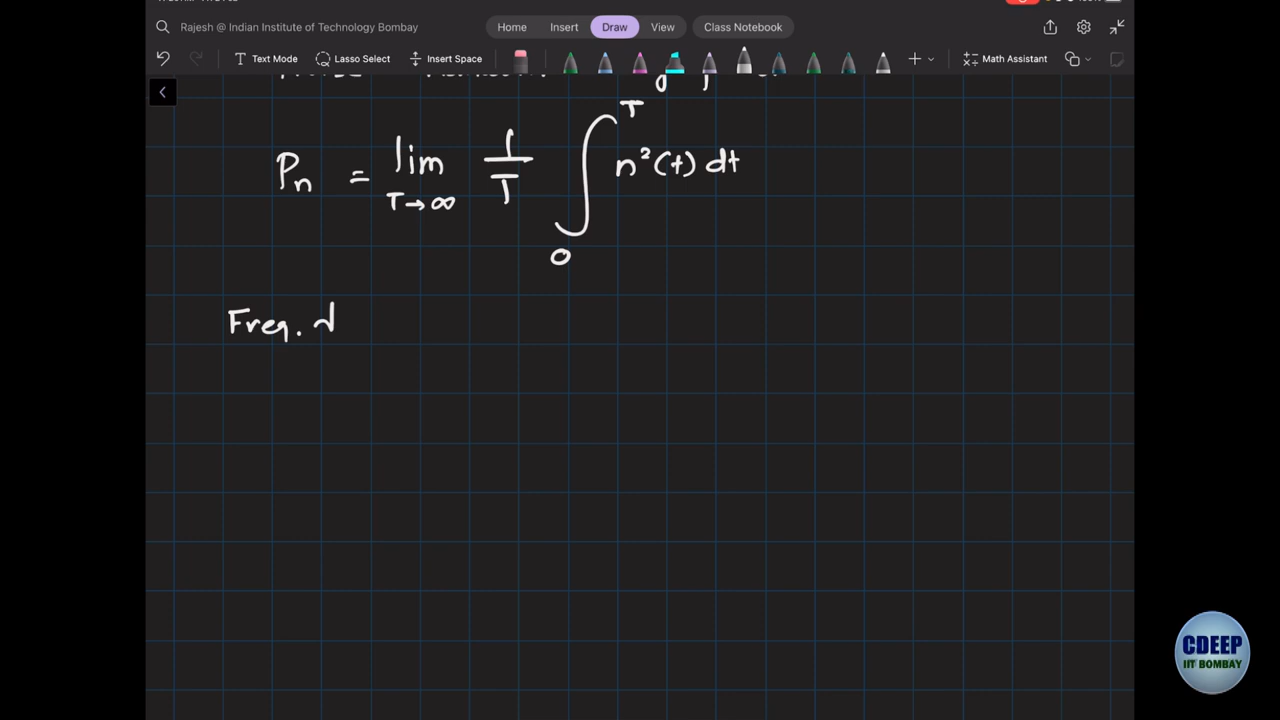 Rajesh @ Indian Institute of Technology Bombay Home Insert Draw View Class Notebook
Text Mode Lasso Select Insert Space Math Assistant
Pₙ = lim T→∞ 1/T ∫₀ᵀ n²(t) dt
Freq. d
CDEEP
IIT BOMBAY